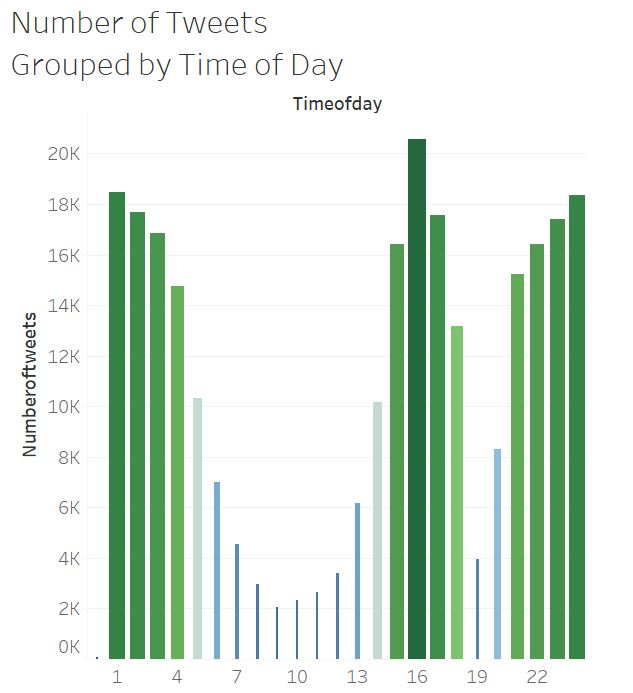 Number of Tweets
Grouped by Time of Day
Timeofday
Numberoftweets
20K
18K
16K
14K
12K
10K
8K
6K
4K
2K
0K
1 4 7 10 13 16 19 22